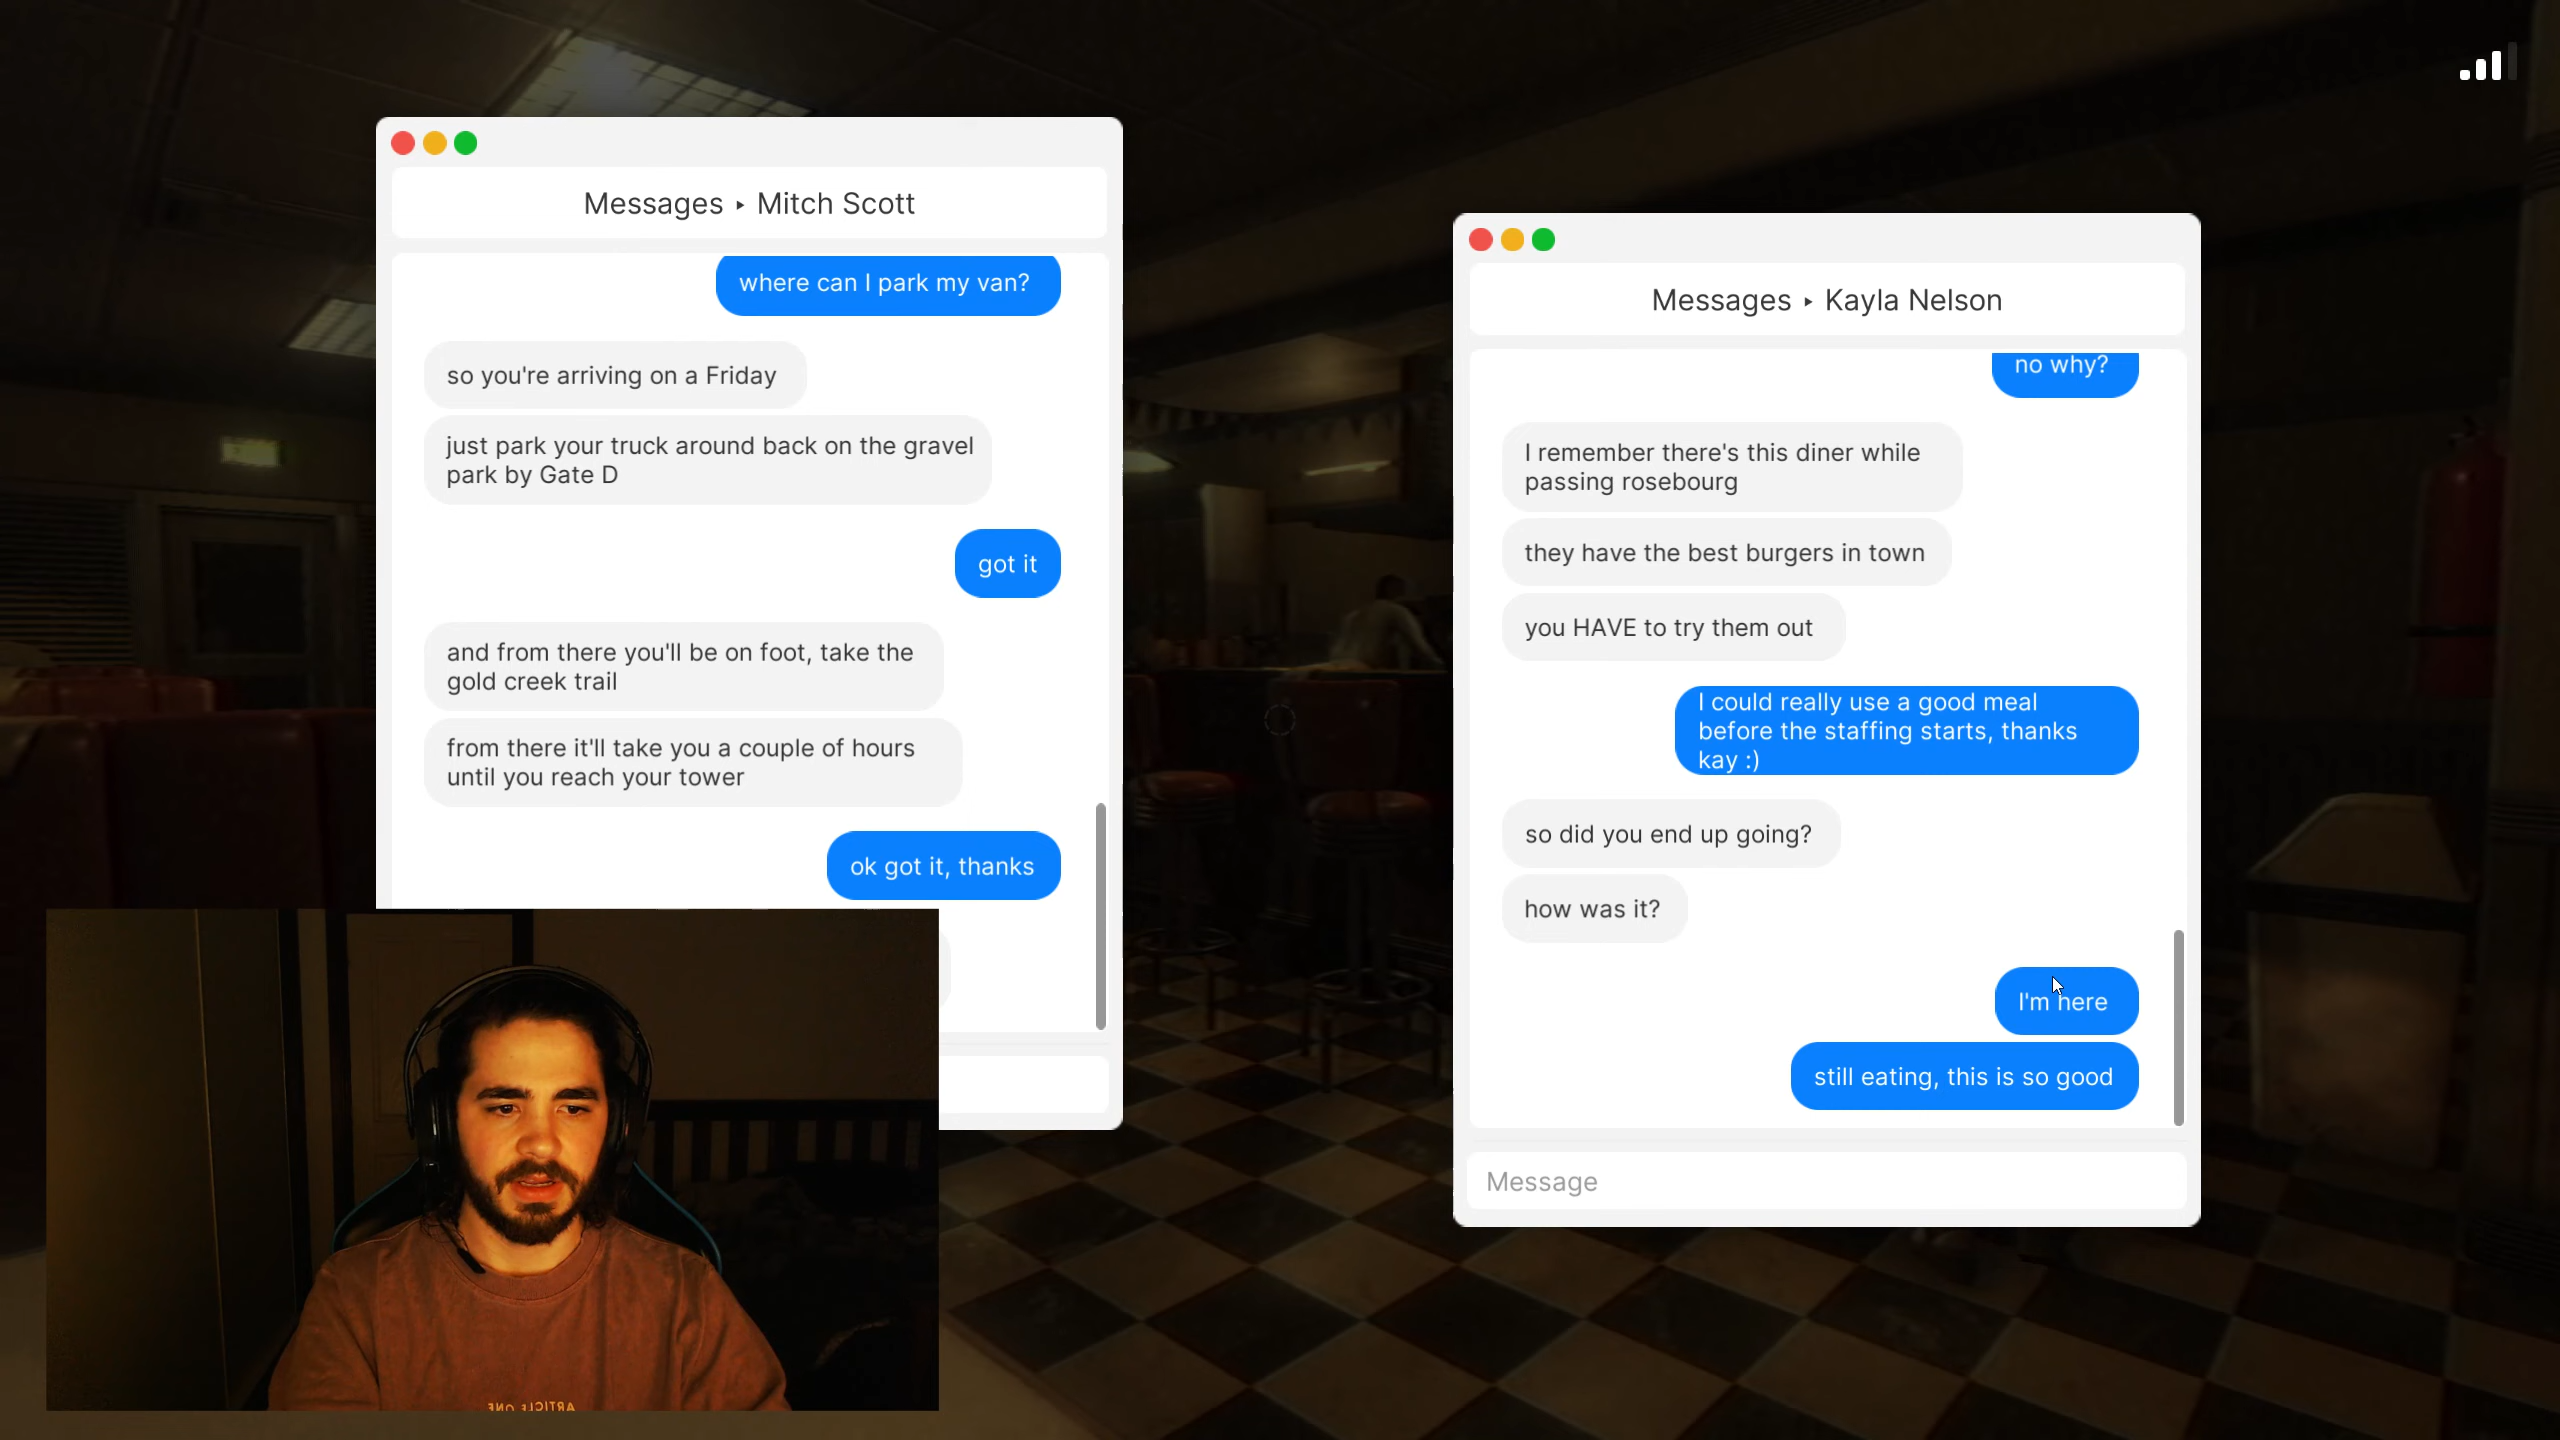 Messages ‣ Mitch Scott
where can I park my van?
so you're arriving on a Friday
just park your truck around back on the gravel
park by Gate D
got it
and from there you'll be on foot, take the
gold creek trail
from there it'll take you a couple of hours
until you reach your tower
ok got it, thanks
Messages ‣ Kayla Nelson
no why?
I remember there's this diner while
passing rosebourg
they have the best burgers in town
you HAVE to try them out
I could really use a good meal
before the staffing starts, thanks
kay :)
so did you end up going?
how was it?
I'm here
still eating, this is so good
Message
ARTICLE ONE